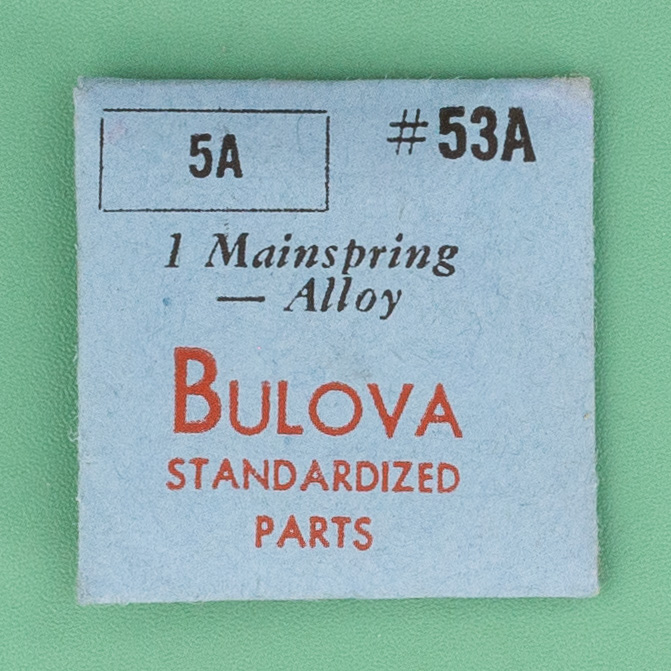 5A
#53A
1 Mainspring
— Alloy
BULOVA
STANDARDIZED
PARTS